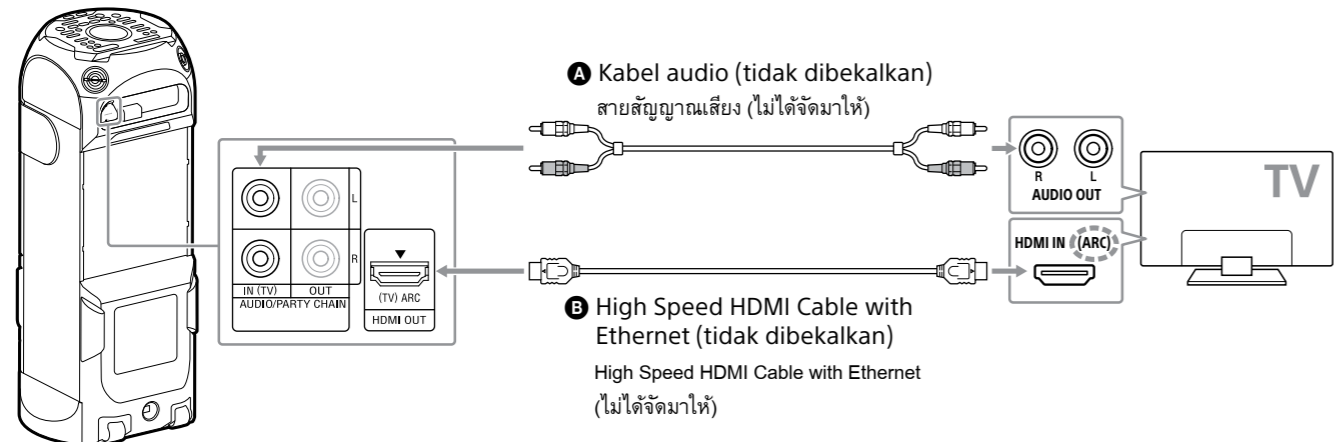 A Kabel audio (tidak dibekalkan)
สายสัญญาณเสียง (ไม่ได้จัดมาให้)
L
R
IN (TV) OUT
AUDIO/PARTY CHAIN
(TV) ARC
HDMI OUT
R L
AUDIO OUT
TV
HDMI IN (ARC)
B High Speed HDMI Cable with
Ethernet (tidak dibekalkan)
High Speed HDMI Cable with Ethernet
(ไม่ได้จัดมาให้)